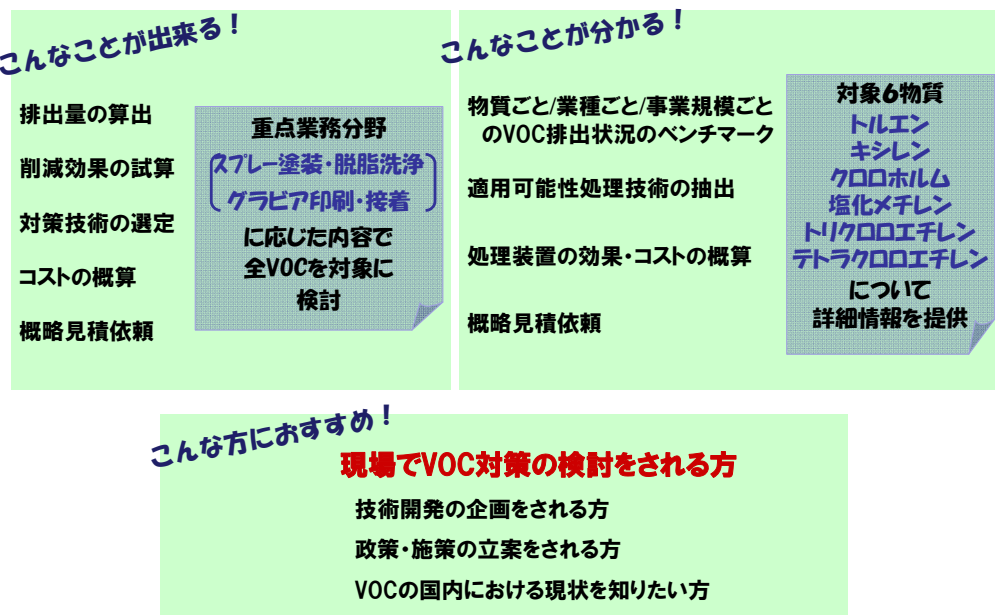 こんなことが出来る！
排出量の算出
削減効果の試算
対策技術の選定
コストの概算
概略見積依頼
重点業務分野
スプレー塗装・脱脂洗浄
グラビア印刷・接着
に応じた内容で
全VOCを対象に
検討
こんなことが分かる！
物質ごと/業種ごと/事業規模ごと
のVOC排出状況のベンチマーク
適用可能性処理技術の抽出
処理装置の効果・コストの概算
概略見積依頼
対象6物質
トルエン
キシレン
クロロホルム
塩化メチレン
トリクロロエチレン
テトラクロロエチレン
について
詳細情報を提供
こんな方におすすめ！
現場でVOC対策の検討をされる方
技術開発の企画をされる方
政策・施策の立案をされる方
VOCの国内における現状を知りたい方